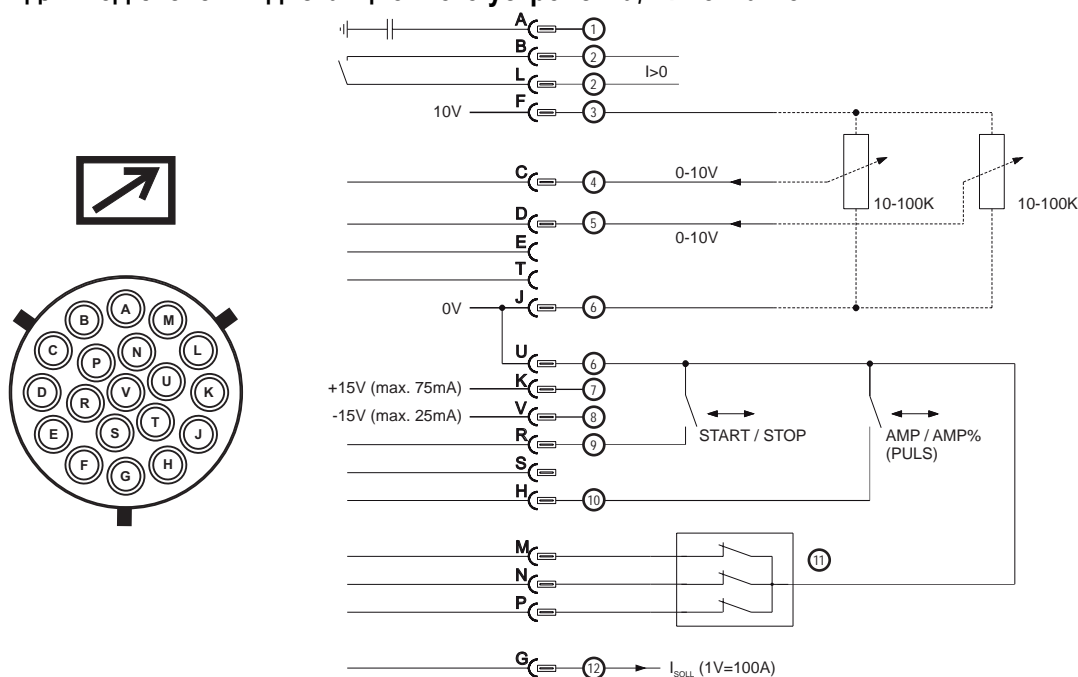 A 1
B 2
I>0
L 2
10V F 3
C 4 0-10V
10-100K 10-100K
D 5
0-10V
E
T
0V J 6
U 6
+15V (max. 75mA) K 7
-15V (max. 25mA) V 8
R 9 START / STOP AMP / AMP%
(PULS)
S
H 10
M 11
N
P
G 12 I SOLL (1V=100A)
A
B M
C P N L
D R V U K
E S T J
F G H